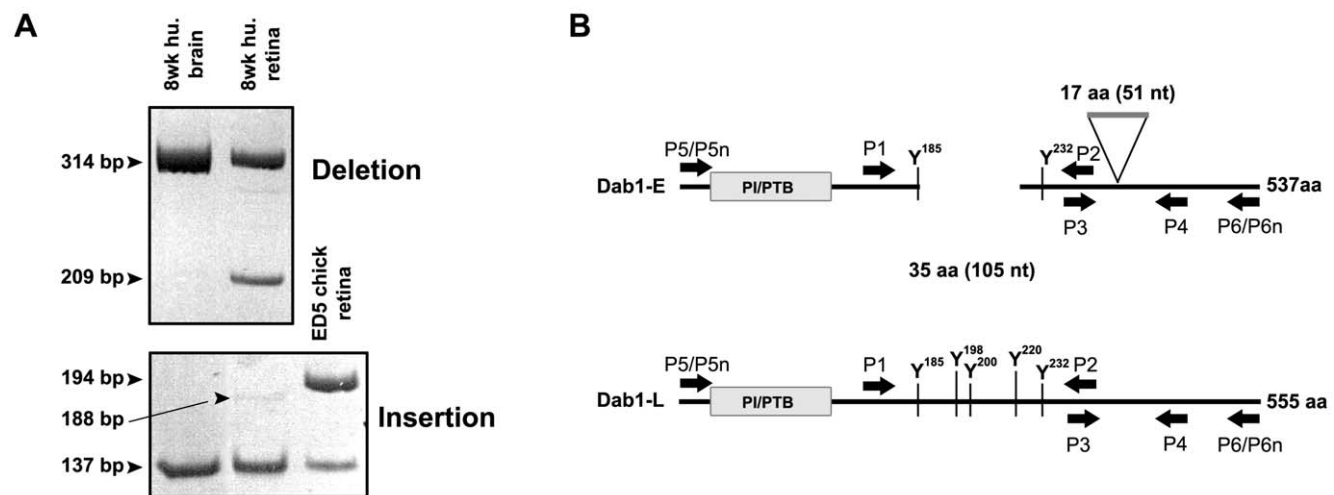 A
8wk hu.
brain
8wk hu.
retina
314 bp
Deletion
209 bp
ED5 chick
retina
194 bp
188 bp
Insertion
137 bp
B
17 aa (51 nt)
P5/P5n
P1
Y185
Y232
P2
Dab1-E
PI/PTB
537aa
P3
P4
P6/P6n
35 aa (105 nt)
P5/P5n
P1
Y185
Y198
Y200
Y220
Y232
P2
Dab1-L
PI/PTB
555 aa
P3
P4
P6/P6n